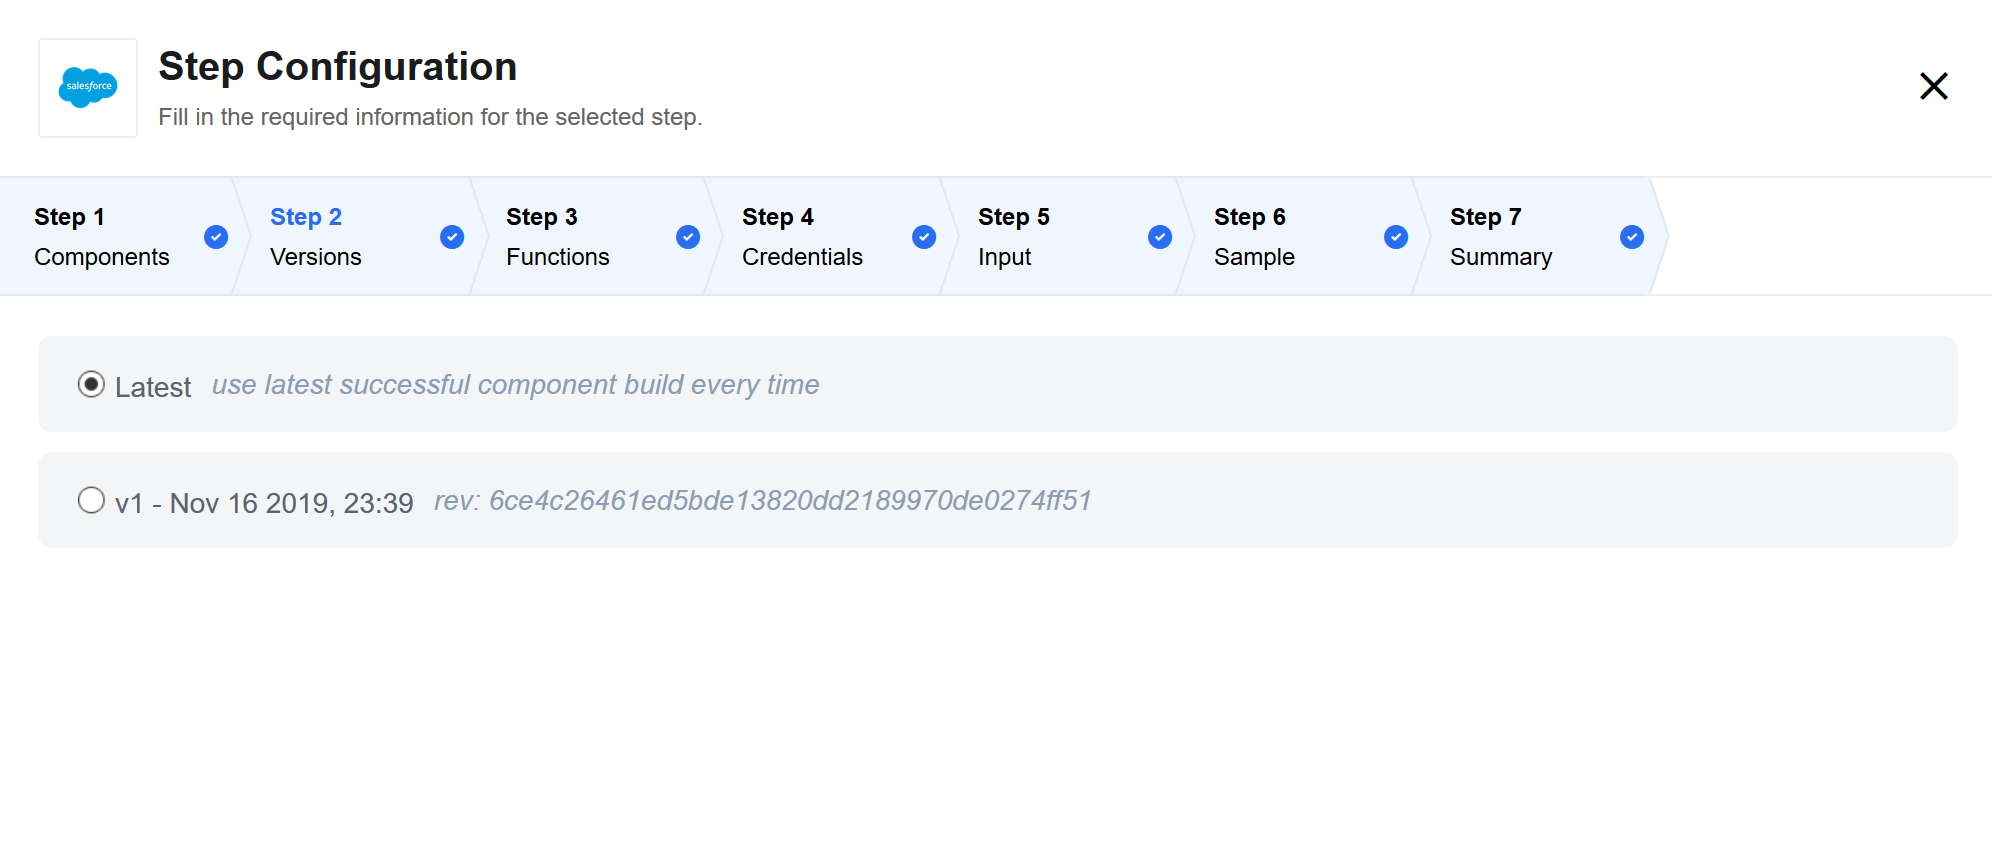 salesforce
Step Configuration
Fill in the required information for the selected step.
Step 1
Components
Step 2
Versions
Step 3
Functions
Step 4
Credentials
Step 5
Input
Step 6
Sample
Step 7
Summary
Latest use latest successful component build every time
v1 - Nov 16 2019, 23:39 rev: 6ce4c26461ed5bde13820dd2189970de0274ff51